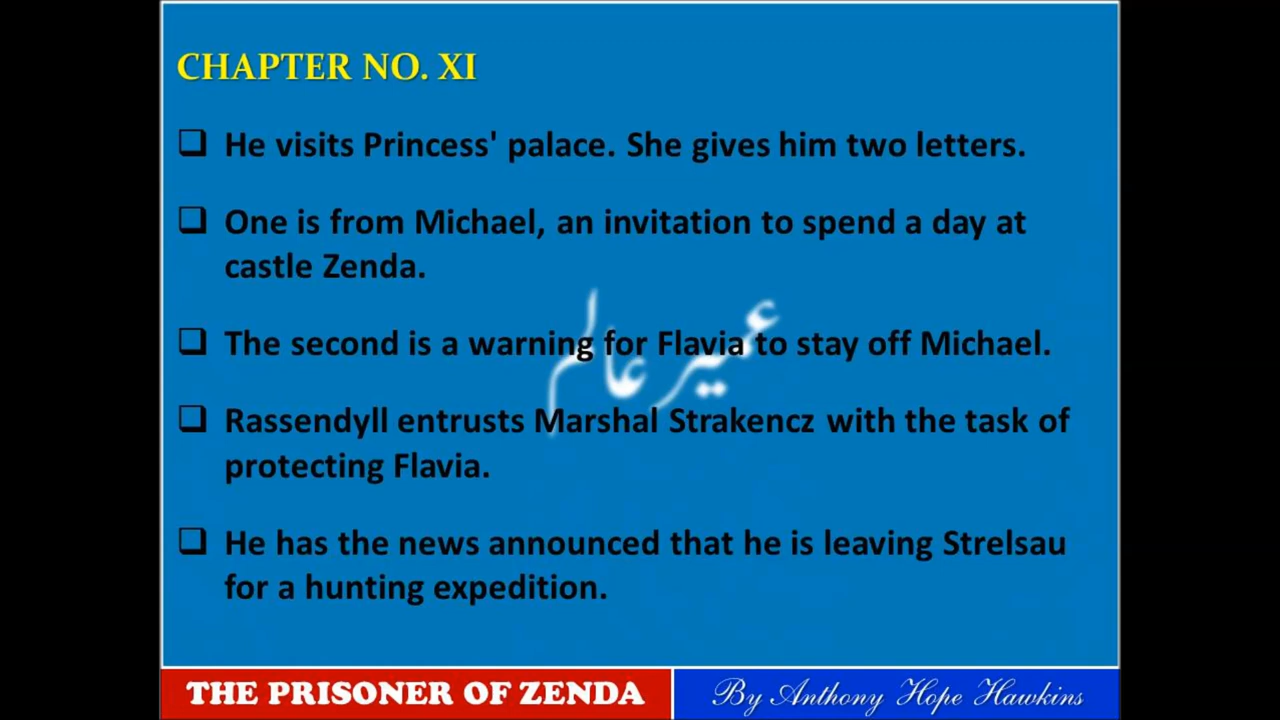 CHAPTER NO. XI
He visits Princess' palace. She gives him two letters.
One is from Michael, an invitation to spend a day at
castle Zenda.
The second is a warning for Flavia to stay off Michael.
عمیر عالم
Rassendyll entrusts Marshal Strakencz with the task of
protecting Flavia.
He has the news announced that he is leaving Strelsau
for a hunting expedition.
THE PRISONER OF ZENDA
By Anthony Hope Hawkins